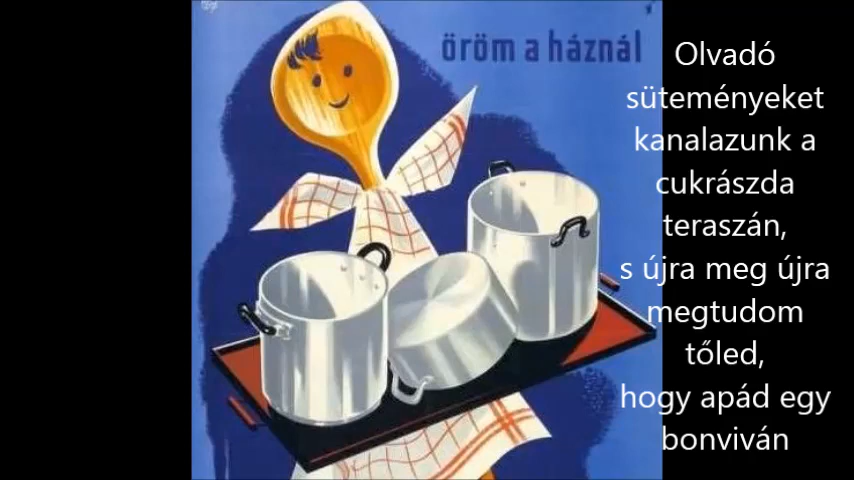 öröm a háznál
Olvadó
süteményeket
kanalazunk a
cukrászda
teraszán,
s újra meg újra
megtudom
tőled,
hogy apád egy
bonviván